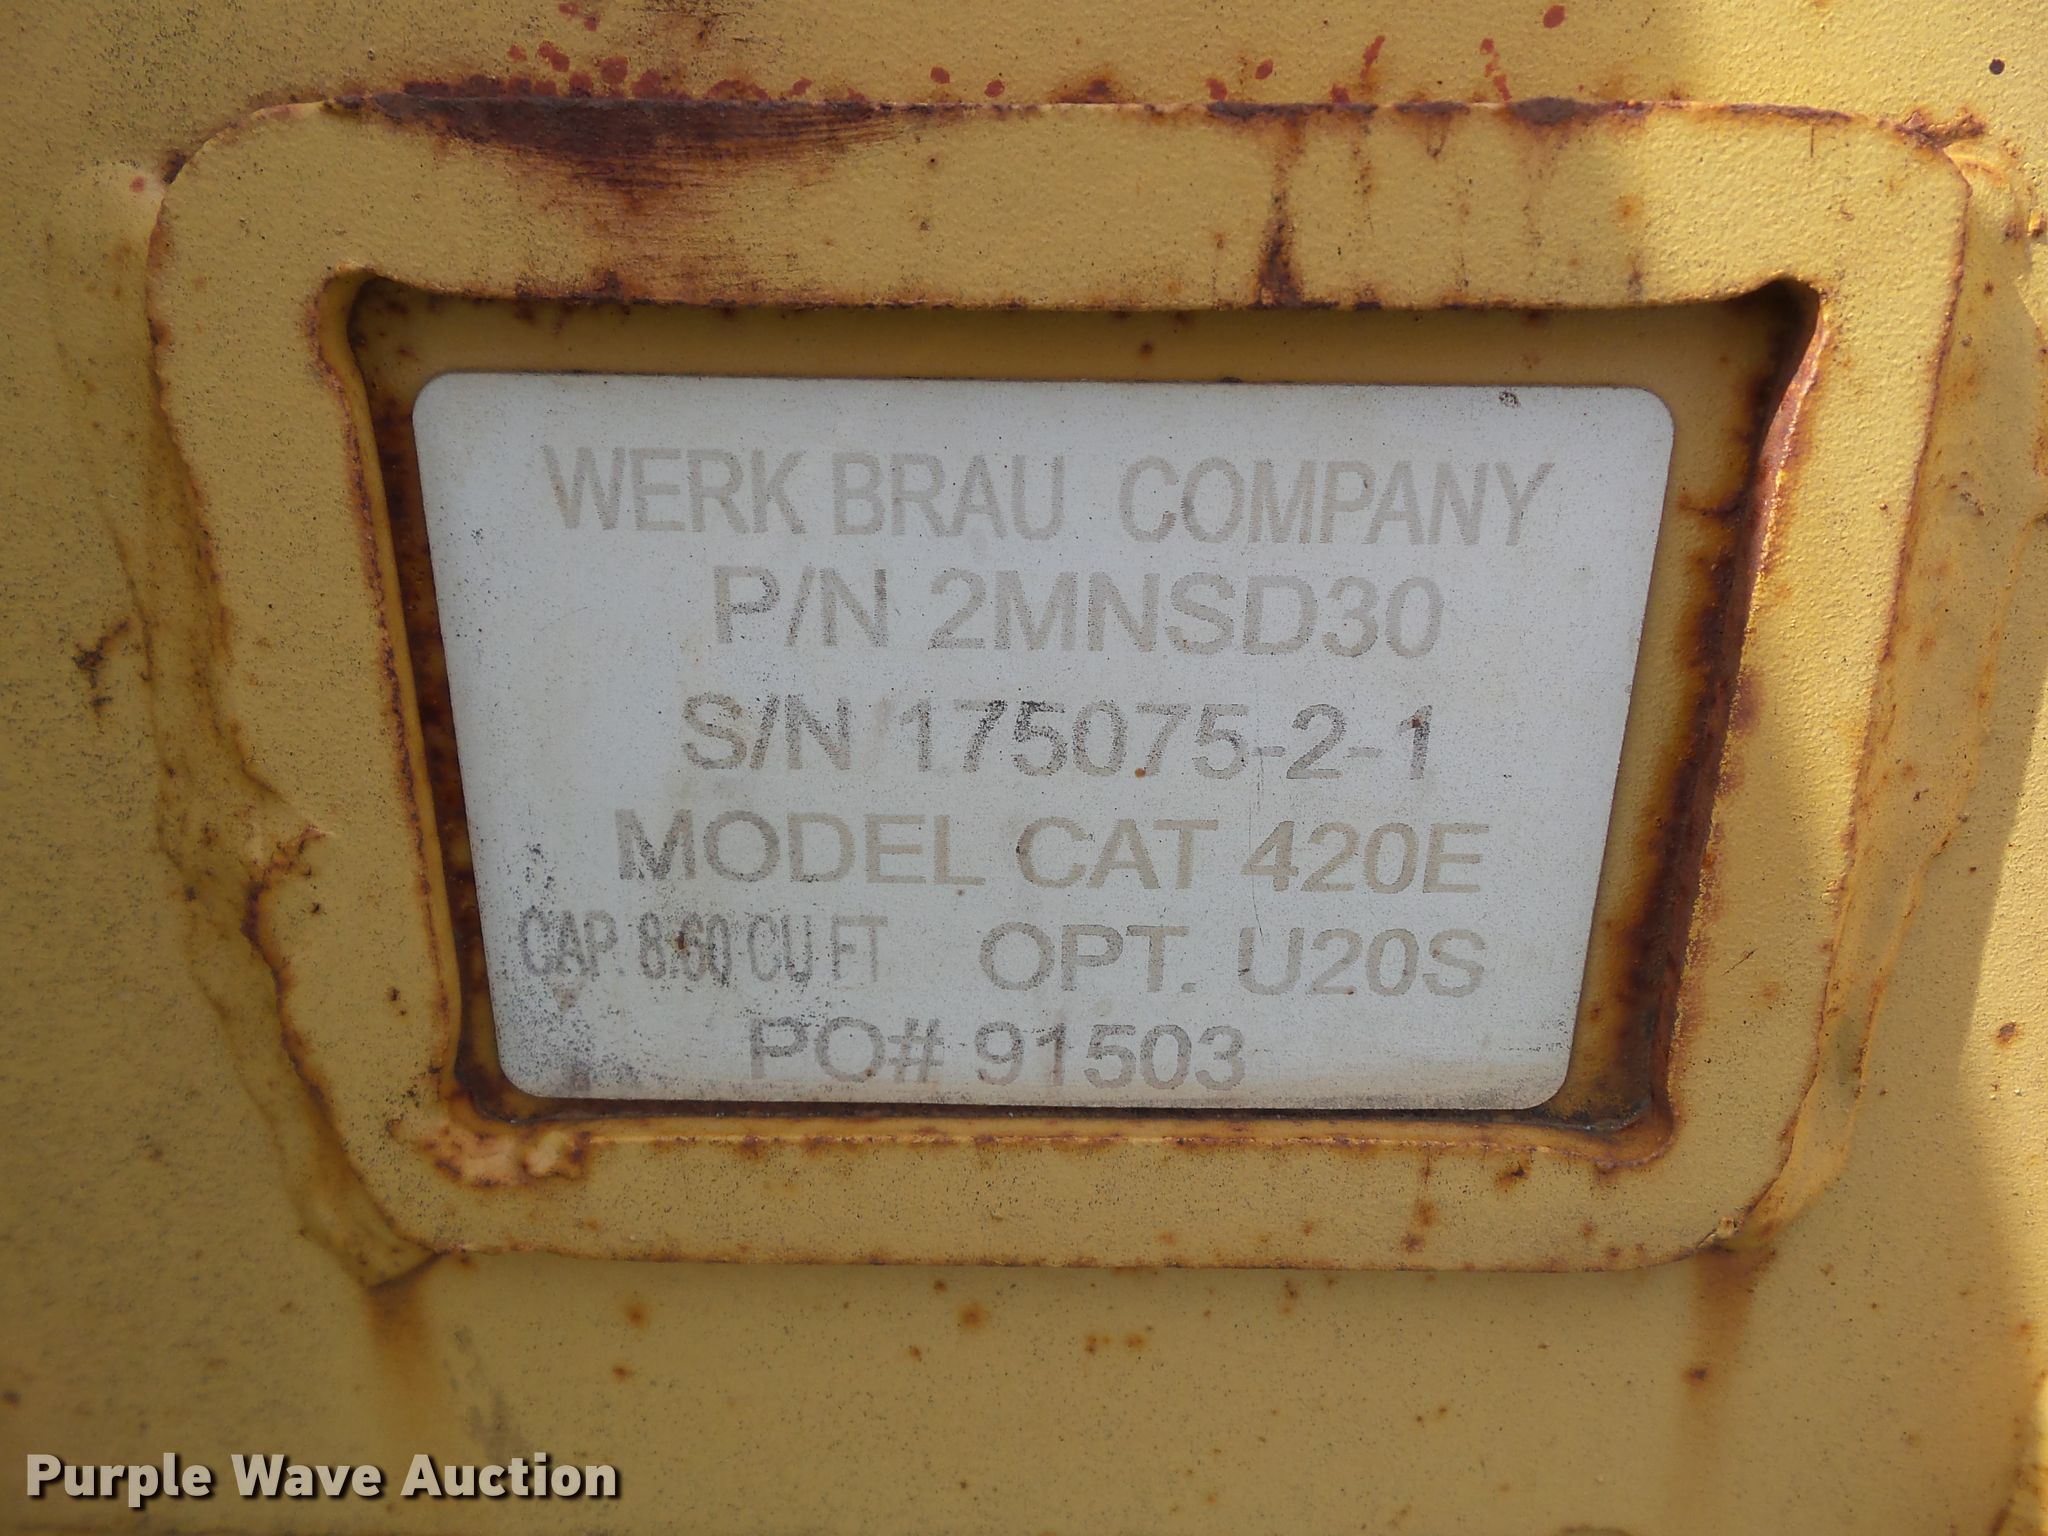 WERK BRAU COMPANY
P/N 2MNSD30
S/N 175075-2-1
MODEL CAT 420E
CAP. 8.60 CU FT OPT. U20S
PO# 91503
Purple Wave Auction